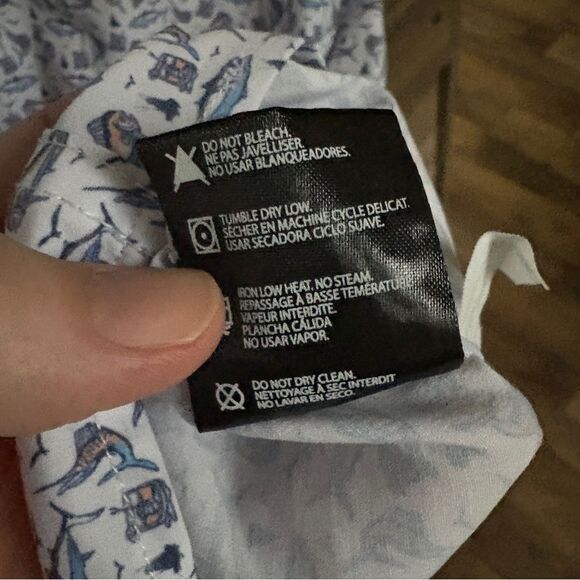 DO NOT BLEACH.
NE PAS JAVELLISER.
NO USAR BLANQUEADORES.
TUMBLE DRY LOW.
SÉCHER EN MACHINE CYCLE DELICAT.
USAR SECADORA CICLO SUAVE.
IRON LOW HEAT. NO STEAM.
REPASSAGE À BASSE TEMÉRATURE
VAPEUR INTERDITE.
PLANCHA CÁLIDA
NO USAR VAPOR.
DO NOT DRY CLEAN.
NETTOYAGE À SEC INTERDIT
NO LAVAR EN SECO.